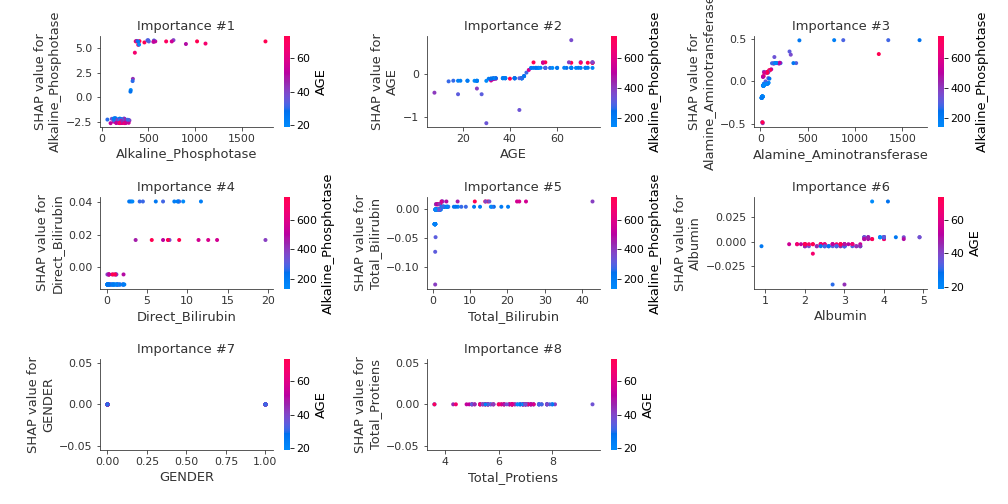 Importance #1
SHAP value for
Alkaline_Phosphotase
5.0
2.5
0.0
−2.5
0
500
1000
1500
Alkaline_Phosphotase
60
40
20
AGE
Importance #2
SHAP value for
AGE
0
−1
20
40
60
AGE
600
400
200
Alkaline_Phosphotase
Importance #3
SHAP value for
Alamine_Aminotransferase
0.5
0.0
−0.5
0
500
1000
1500
Alamine_Aminotransferase
600
400
200
Alkaline_Phosphotase
Importance #4
SHAP value for
Direct_Bilirubin
0.04
0.02
0.00
0
5
10
15
20
Direct_Bilirubin
600
400
200
Alkaline_Phosphotase
Importance #5
SHAP value for
Total_Bilirubin
0.00
−0.05
−0.10
0
10
20
30
40
Total_Bilirubin
600
400
200
Alkaline_Phosphotase
Importance #6
SHAP value for
Albumin
0.025
0.000
−0.025
1
2
3
4
5
Albumin
60
40
20
AGE
Importance #7
SHAP value for
GENDER
0.05
0.00
−0.05
0.00
0.25
0.50
0.75
1.00
GENDER
60
40
20
AGE
Importance #8
SHAP value for
Total_Protiens
0.05
0.00
−0.05
4
6
8
Total_Protiens
60
40
20
AGE